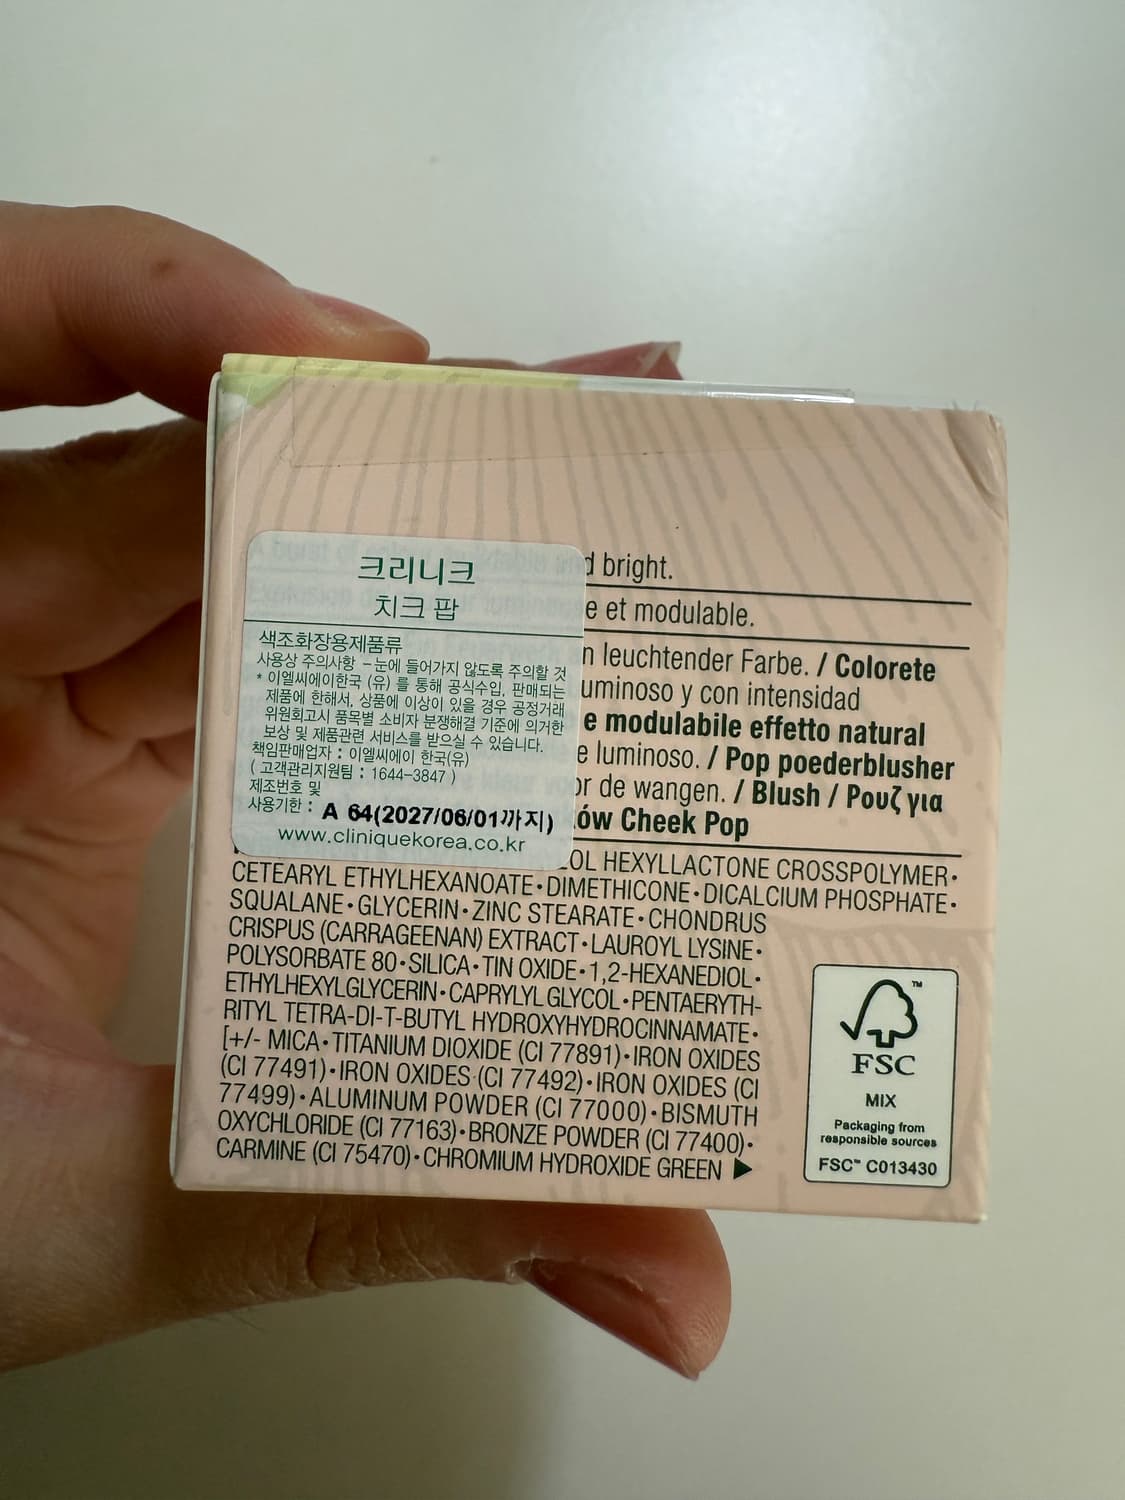 크리니크
치크 팝
색조화장용제품류
사용상 주의사항 - 눈에 들어가지 않도록 주의할 것
* 이엘씨에이한국 (유) 를 통해 공식수입, 판매되는
제품에 한해서, 상품에 이상이 있을 경우 공정거래
위원회고시 품목별 소비자 분쟁해결 기준에 의거한
보상 및 제품관련 서비스를 받으실 수 있습니다.
책임판매업자 : 이엘씨에이 한국(유)
( 고객관리지원팀 : 1644-3847 )
제조번호 및
사용기한 : A 64(2027/06/01까지)
www.cliniquekorea.co.kr
d bright.
e et modulable.
n leuchtender Farbe. / Colorete
uminoso y con intensidad
e modulabile effetto natural
e luminoso. / Pop poederblusher
or de wangen. / Blush / Ρουζ για
ów Cheek Pop
OL HEXYLLACTONE CROSSPOLYMER•
CETEARYL ETHYLHEXANOATE•DIMETHICONE•DICALCIUM PHOSPHATE•
SQUALANE•GLYCERIN•ZINC STEARATE•CHONDRUS
CRISPUS (CARRAGEENAN) EXTRACT•LAUROYL LYSINE•
POLYSORBATE 80•SILICA•TIN OXIDE•1,2-HEXANEDIOL•
ETHYLHEXYLGLYCERIN•CAPRYLYL GLYCOL•PENTAERYTH-
RITYL TETRA-DI-T-BUTYL HYDROXYHYDROCINNAMATE•
[+/- MICA•TITANIUM DIOXIDE (CI 77891)•IRON OXIDES
(CI 77491)•IRON OXIDES (CI 77492)•IRON OXIDES (CI
77499)•ALUMINUM POWDER (CI 77000)•BISMUTH
OXYCHLORIDE (CI 77163)•BRONZE POWDER (CI 77400)•
CARMINE (CI 75470)•CHROMIUM HYDROXIDE GREEN ▶
FSC
MIX
Packaging from
responsible sources
FSC™ C013430